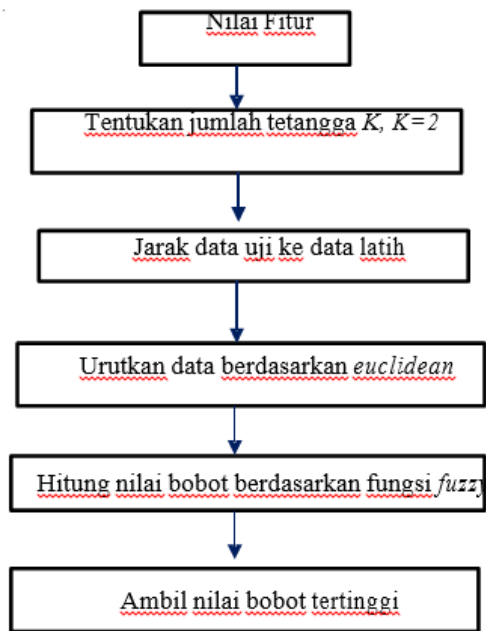 Nilai Fitur
Tentukan jumlah tetangga K, K=2
Jarak data uji ke data latih
Urutkan data berdasarkan euclidean
Hitung nilai bobot berdasarkan fungsi fuzzy
Ambil nilai bobot tertinggi